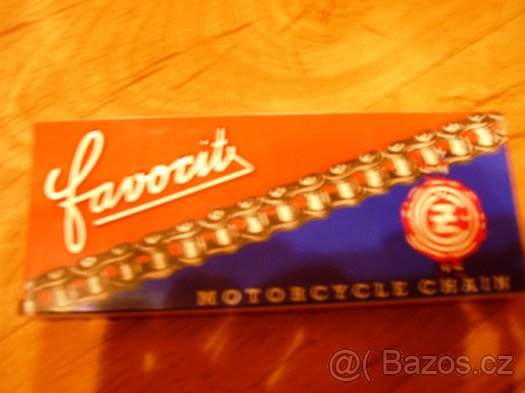 favorit
MOTORCYCLE CHAIN
@( Bazos.cz